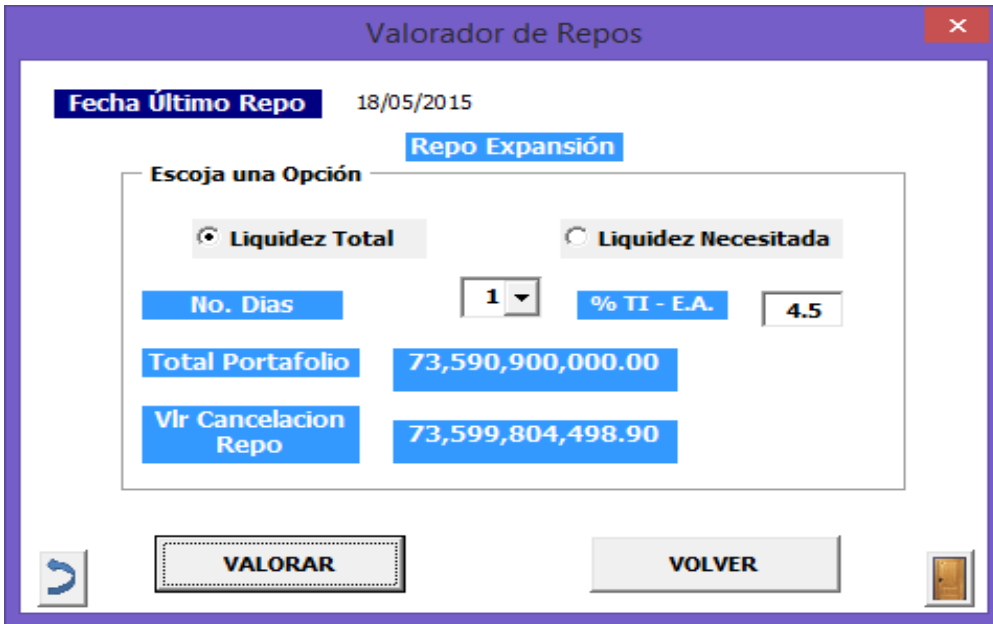 Valorador de Repos
Fecha Último Repo 18/05/2015
Repo Expansión
Escoja una Opción
Liquidez Total Liquidez Necesitada
No. Dias 1 % TI - E.A. 4.5
Total Portafolio 73,590,900,000.00
Vlr Cancelacion
Repo 73,599,804,498.90
VALORAR VOLVER